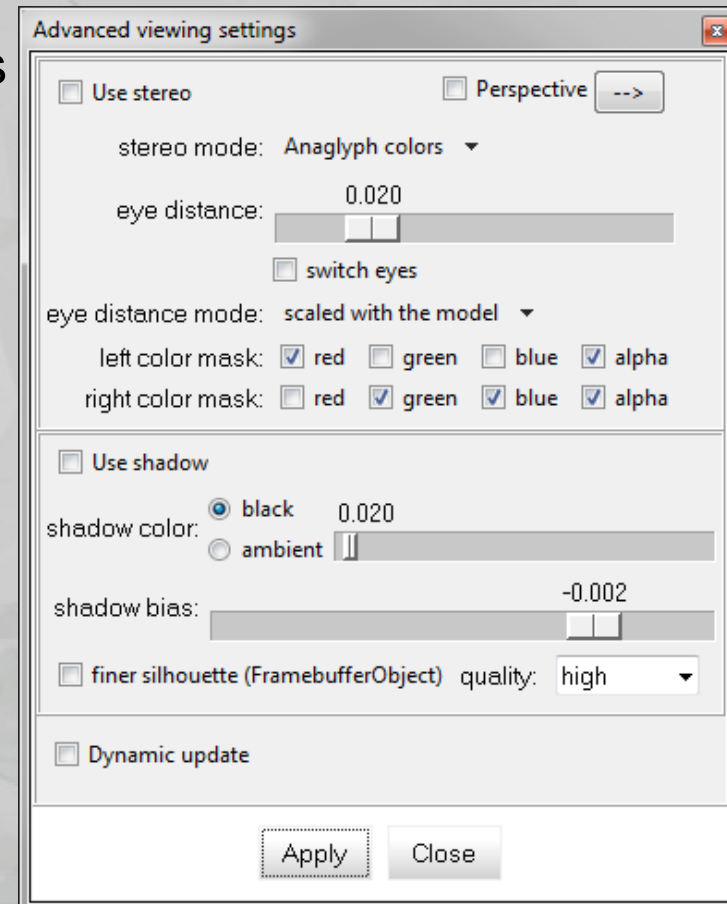 Advanced viewing settings
s
Use stereo Perspective -->
stereo mode: Anaglyph colors
0.020
eye distance:
switch eyes
eye distance mode: scaled with the model
left color mask: red green blue alpha
right color mask: red green blue alpha
Use shadow
black 0.020
shadow color:
ambient
-0.002
shadow bias:
finer silhouette (FramebufferObject) quality: high
Dynamic update
Apply Close